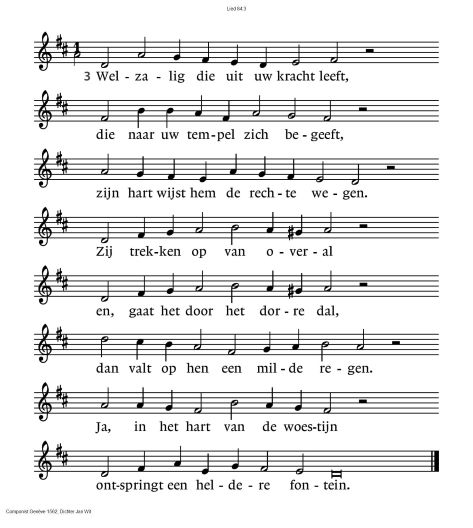 Lied 84:3
3 Wel - za - lig die uit uw kracht leeft,
die naar uw tem-pel zich be - geeft,
zijn hart wijst hem de rech - te we - gen.
Zij trek-ken op van o - ver - al
en, gaat het door het dor - re dal,
dan valt op hen een mil - de re - gen.
Ja, in het hart van de woes-tijn
ont-springt een hel - de - re fon - tein.
Componist Genève 1562, Dichter Jan Wit